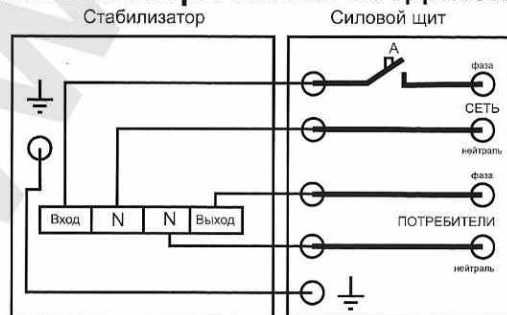 Стабилизатор
Силовой щит
А
фаза
СЕТЬ
нейтраль
фаза
Вход N N Выход
ПОТРЕБИТЕЛИ
нейтраль